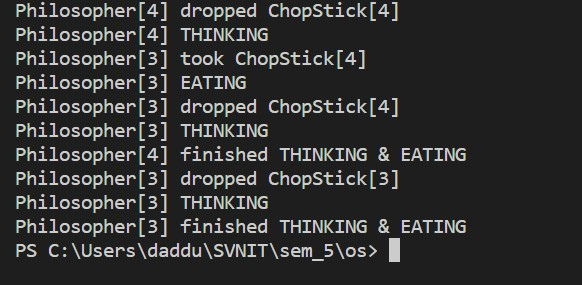 Philosopher[4] dropped ChopStick[4]
Philosopher[4] THINKING
Philosopher[3] took ChopStick[4]
Philosopher[3] EATING
Philosopher[3] dropped ChopStick[4]
Philosopher[3] THINKING
Philosopher[4] finished THINKING & EATING
Philosopher[3] dropped ChopStick[3]
Philosopher[3] THINKING
Philosopher[3] finished THINKING & EATING
PS C:\Users\daddu\SVNIT\sem_5\os>